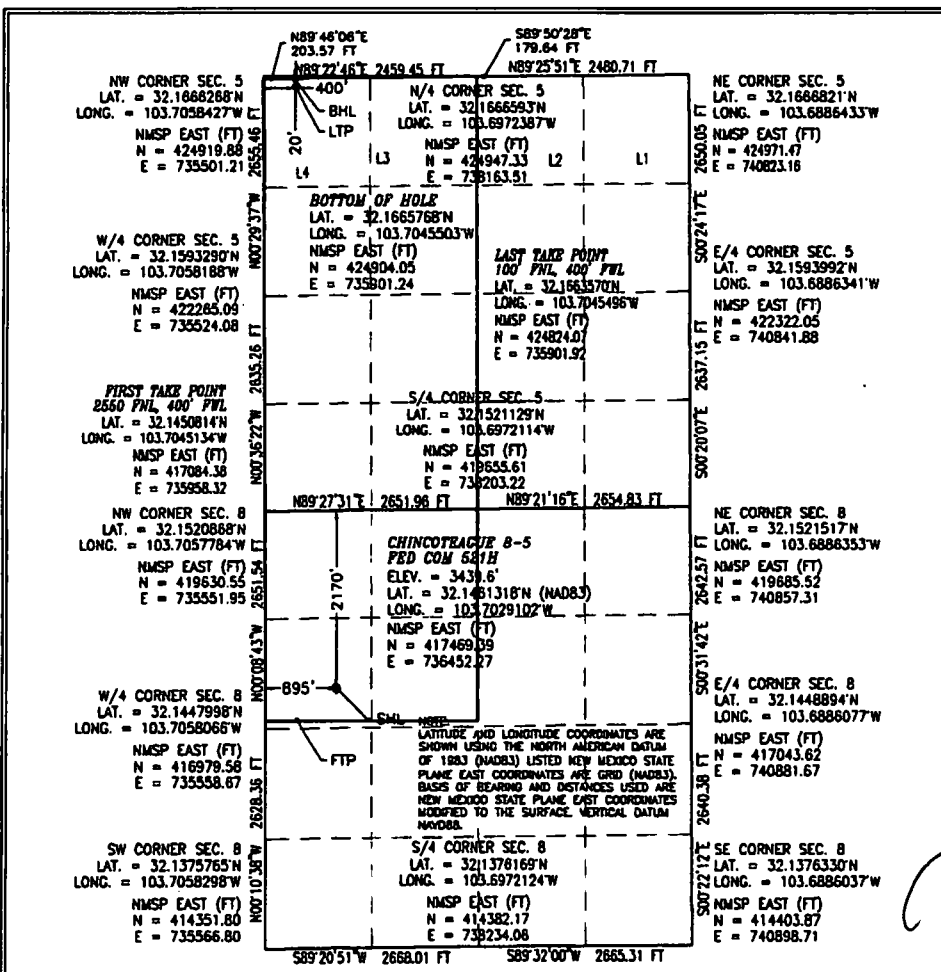 N89°46'06"E
203.57 FT
S89°50'28"E
179.64 FT
N89°22'46"E 2459.45 FT
N89°25'51"E 2480.71 FT
NW CORNER SEC. 5
LAT. = 32.1666268°N
LONG. = 103.7058427°W
NMSP EAST (FT)
N = 424919.88
E = 735501.21
400'
BHL
LTP
20'
N/4 CORNER SEC. 5
LAT. = 32.1666593°N
LONG. = 103.6972387°W
NMSP EAST (FT)
N = 424947.33
E = 738163.51
NE CORNER SEC. 5
LAT. = 32.1666821°N
LONG. = 103.6886433°W
NMSP EAST (FT)
N = 424971.47
E = 740823.16
L4
L3
L2
L1
N00°29'37"W
2655.46 FT
S00°24'17"E
2650.05 FT
BOTTOM OF HOLE
LAT. = 32.1665768°N
LONG. = 103.7045503°W
NMSP EAST (FT)
N = 424904.05
E = 735901.24
W/4 CORNER SEC. 5
LAT. = 32.1593290°N
LONG. = 103.7058188°W
NMSP EAST (FT)
N = 422265.09
E = 735524.08
LAST TAKE POINT
100' FNL, 400' FWL
LAT. = 32.1663570°N
LONG. = 103.7045496°W
NMSP EAST (FT)
N = 424824.07
E = 735901.92
E/4 CORNER SEC. 5
LAT. = 32.1593992°N
LONG. = 103.6886341°W
NMSP EAST (FT)
N = 422322.05
E = 740841.88
N00°36'22"W
2635.26 FT
S00°20'07"E
2637.15 FT
FIRST TAKE POINT
2550 FNL, 400' FWL
LAT. = 32.1450814°N
LONG. = 103.7045134°W
NMSP EAST (FT)
N = 417084.38
E = 735958.32
S/4 CORNER SEC. 5
LAT. = 32.1521129°N
LONG. = 103.6972114°W
NMSP EAST (FT)
N = 419655.61
E = 738203.22
N89°27'31"E 2651.96 FT
N89°21'16"E 2654.83 FT
NW CORNER SEC. 8
LAT. = 32.1520868°N
LONG. = 103.7057784°W
NMSP EAST (FT)
N = 419630.55
E = 735551.95
CHINCOTEAGUE 8-5
FED COM 521H
ELEV. = 3439.6'
LAT. = 32.1461318°N (NAD83)
LONG. = 103.7029102°W
NMSP EAST (FT)
N = 417469.39
E = 736452.27
NE CORNER SEC. 8
LAT. = 32.1521517°N
LONG. = 103.6886353°W
NMSP EAST (FT)
N = 419685.52
E = 740857.31
N00°08'43"W
2651.54 FT
2170'
S00°31'42"E
2642.57 FT
895'
SHL
FTP
W/4 CORNER SEC. 8
LAT. = 32.1447998°N
LONG. = 103.7058066°W
NMSP EAST (FT)
N = 416979.58
E = 735558.67
NOTE:
LATITUDE AND LONGITUDE COORDINATES ARE
SHOWN USING THE NORTH AMERICAN DATUM
OF 1983 (NAD83) LISTED NEW MEXICO STATE
PLANE EAST COORDINATES ARE GRID (NAD83).
BASIS OF BEARING AND DISTANCES USED ARE
NEW MEXICO STATE PLANE EAST COORDINATES
MODIFIED TO THE SURFACE. VERTICAL DATUM
NAVD88.
E/4 CORNER SEC. 8
LAT. = 32.1448894°N
LONG. = 103.6886077°W
NMSP EAST (FT)
N = 417043.62
E = 740881.67
N00°10'38"W
2628.36 FT
S00°22'12"E
2640.38 FT
SW CORNER SEC. 8
LAT. = 32.1375765°N
LONG. = 103.7058298°W
NMSP EAST (FT)
N = 414351.80
E = 735566.80
S/4 CORNER SEC. 8
LAT. = 32.1376169°N
LONG. = 103.6972124°W
NMSP EAST (FT)
N = 414382.17
E = 738234.08
SE CORNER SEC. 8
LAT. = 32.1376330°N
LONG. = 103.6886037°W
NMSP EAST (FT)
N = 414403.87
E = 740898.71
S89°20'51"W 2668.01 FT
S89°32'00"W 2665.31 FT